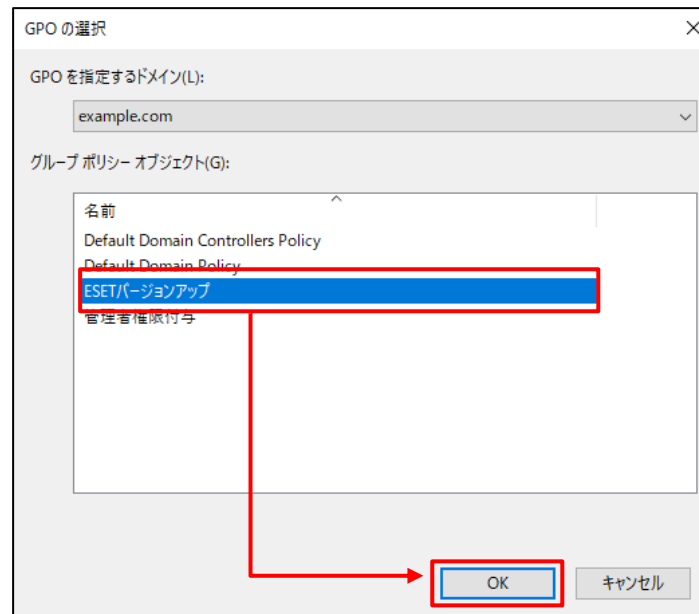 GPO の選択
GPO を指定するドメイン(L):
example.com
グループ ポリシー オブジェクト(G):
名前
Default Domain Controllers Policy
Default Domain Policy
ESETバージョンアップ
管理者権限付与
OK
キャンセル